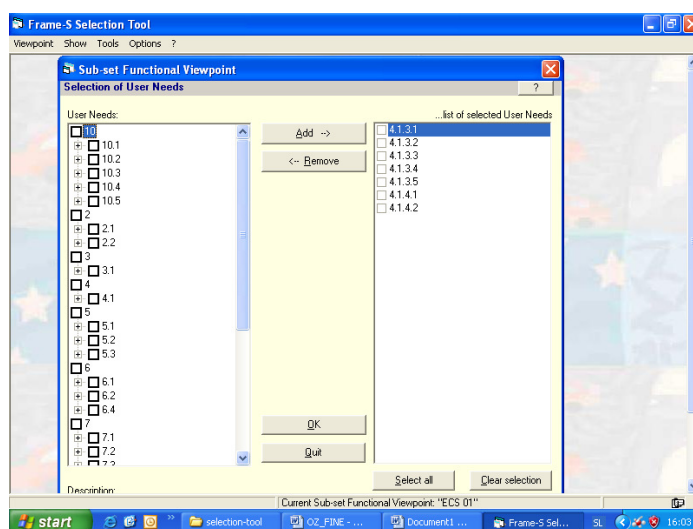 Frame-S Selection Tool
Viewpoint Show Tools Options ?
Sub-set Functional Viewpoint
Selection of User Needs ?
User Needs:
...list of selected User Needs
10
10.1
10.2
10.3
10.4
10.5
2
2.1
2.2
3
3.1
4
4.1
5
5.1
5.2
5.3
6
6.1
6.2
6.4
7
7.1
7.2
7.3
Add -->
<-- Remove
OK
Quit
4.1.3.1
4.1.3.2
4.1.3.3
4.1.3.4
4.1.3.5
4.1.4.1
4.1.4.2
Select all Clear selection
Description:
Current Sub-set Functional Viewpoint: "ECS 01"
start selection-tool OZ_FINE - ... Document1 ... Frame-S Sel... SL 16:03